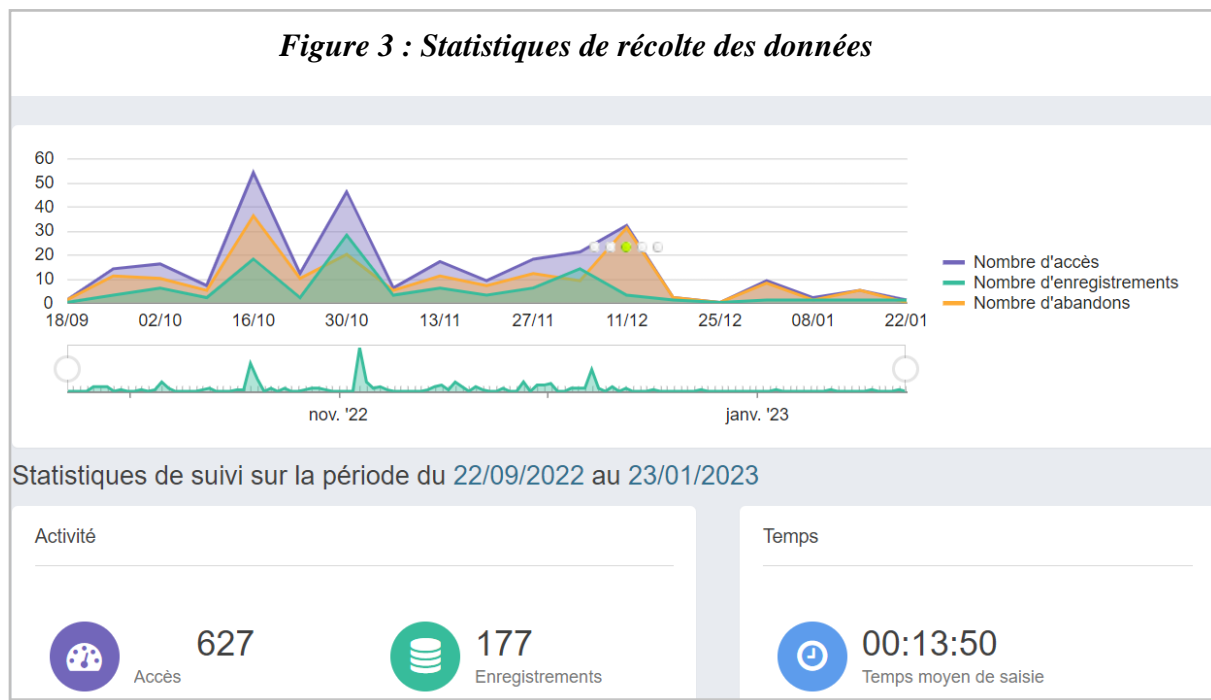 Figure 3 : Statistiques de récolte des données
60
50
40
30
20
10
0
18/09 02/10 16/10 30/10 13/11 27/11 11/12 25/12 08/01 22/01
Nombre d'accès
Nombre d'enregistrements
Nombre d'abandons
nov. '22 janv. '23
Statistiques de suivi sur la période du 22/09/2022 au 23/01/2023
Activité
627
Accès
177
Enregistrements
Temps
00:13:50
Temps moyen de saisie